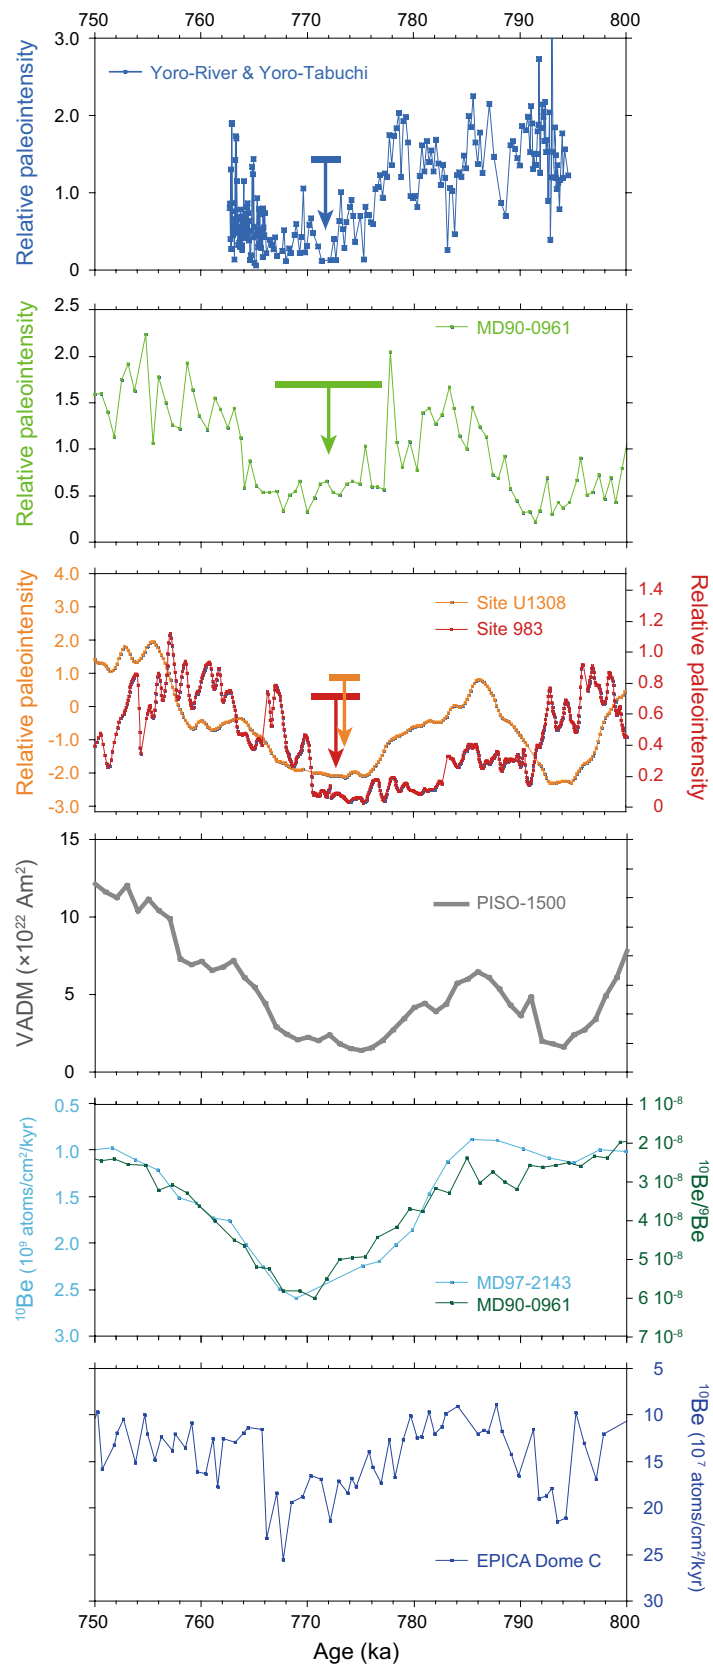 750 760 770 780 790 800
3.0
2.0
1.0
0
Relative paleointensity
Yoro-River & Yoro-Tabuchi
2.5
2.0
1.5
1.0
0.5
0
Relative paleointensity
MD90-0961
4.0
3.0
2.0
1.0
0
-1.0
-2.0
-3.0
Relative paleointensity
Site U1308
Site 983
1.4
1.2
1.0
0.8
0.6
0.4
0.2
0
Relative paleointensity
15
10
5
0
VADM (×10²² Am²)
PISO-1500
0.5
1.0
1.5
2.0
2.5
3.0
¹⁰Be (10⁹ atoms/cm²/kyr)
MD97-2143
MD90-0961
1 10⁻⁸
2 10⁻⁸
3 10⁻⁸
4 10⁻⁸
5 10⁻⁸
6 10⁻⁸
7 10⁻⁸
¹⁰Be/⁹Be
EPICA Dome C
5
10
15
20
25
30
¹⁰Be (10⁷ atoms/cm²/kyr)
750 760 770 780 790 800
Age (ka)